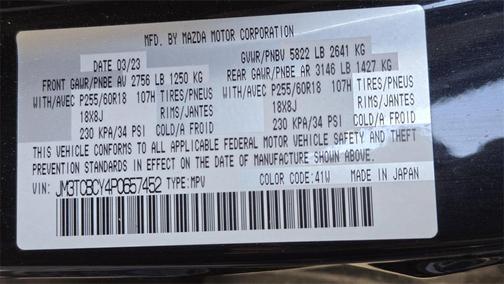 MFD. BY MAZDA MOTOR CORPORATION
DATE 03/23 GVWR/PNBV 5822 LB 2641 KG
FRONT GAWR/PNBE AV 2756 LB 1250 KG REAR GAWR/PNBE AR 3146 LB 1427 KG
WITH/AVEC P255/60R18 107H TIRES/PNEUS WITH/AVEC P255/60R18 107H TIRES/PNEUS
18X8J RIMS/JANTES 18X8J RIMS/JANTES
230 KPA/34 PSI COLD/A FROID 230 KPA/34 PSI COLD/A FROID
THIS VEHICLE CONFORMS TO ALL APPLICABLE FEDERAL MOTOR VEHICLE SAFETY AND THEFT
PREVENTION STANDARDS IN EFFECT ON THE DATE OF MANUFACTURE SHOWN ABOVE.
VIN: JM3TCBCY4P0657452 TYPE:MPV COLOR CODE:41W MADE IN JAPAN